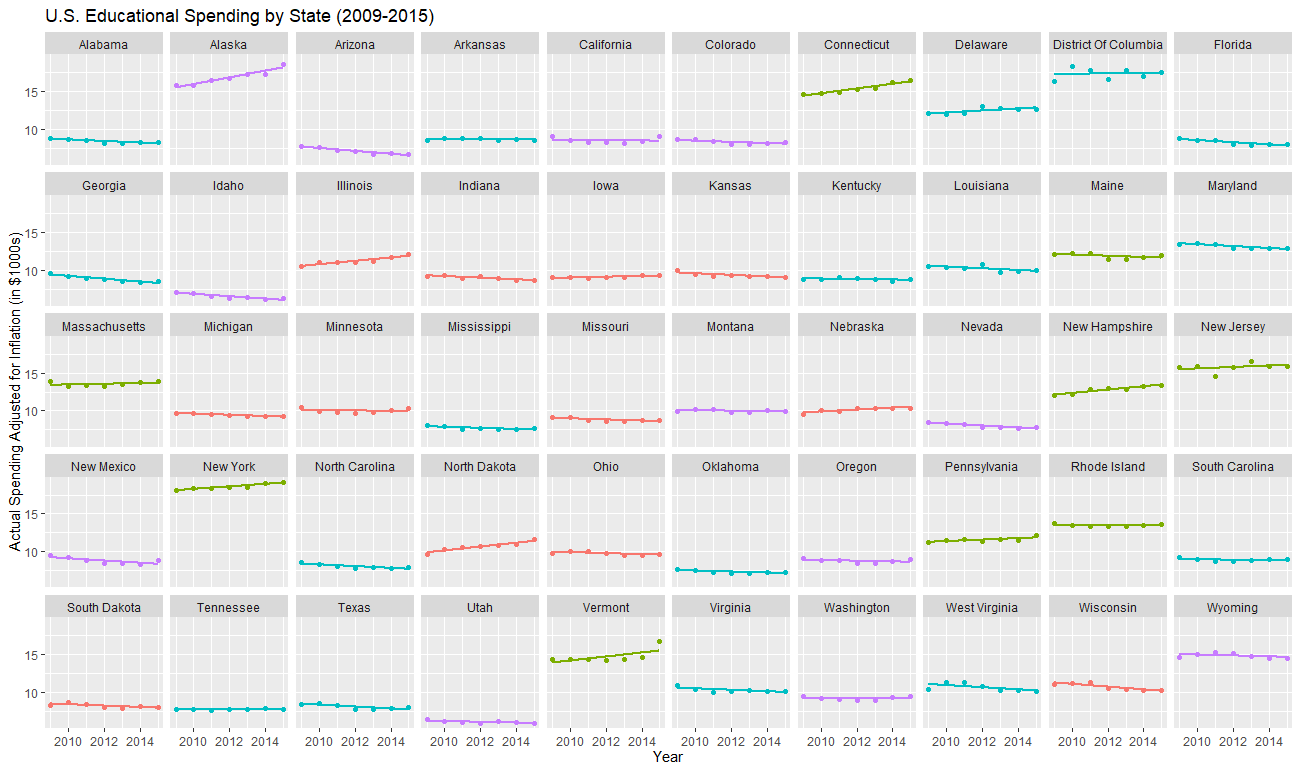 U.S. Educational Spending by State (2009-2015)
Alabama Alaska Arizona Arkansas California Colorado Connecticut Delaware District Of Columbia Florida
15
10
Georgia Idaho Illinois Indiana Iowa Kansas Kentucky Louisiana Maine Maryland
15
10
Massachusetts Michigan Minnesota Mississippi Missouri Montana Nebraska Nevada New Hampshire New Jersey
15
10
New Mexico New York North Carolina North Dakota Ohio Oklahoma Oregon Pennsylvania Rhode Island South Carolina
15
10
South Dakota Tennessee Texas Utah Vermont Virginia Washington West Virginia Wisconsin Wyoming
15
10
2010 2012 2014 2010 2012 2014 2010 2012 2014 2010 2012 2014 2010 2012 2014 2010 2012 2014 2010 2012 2014 2010 2012 2014 2010 2012 2014 2010 2012 2014
Year
Actual Spending Adjusted for Inflation (in $1000s)